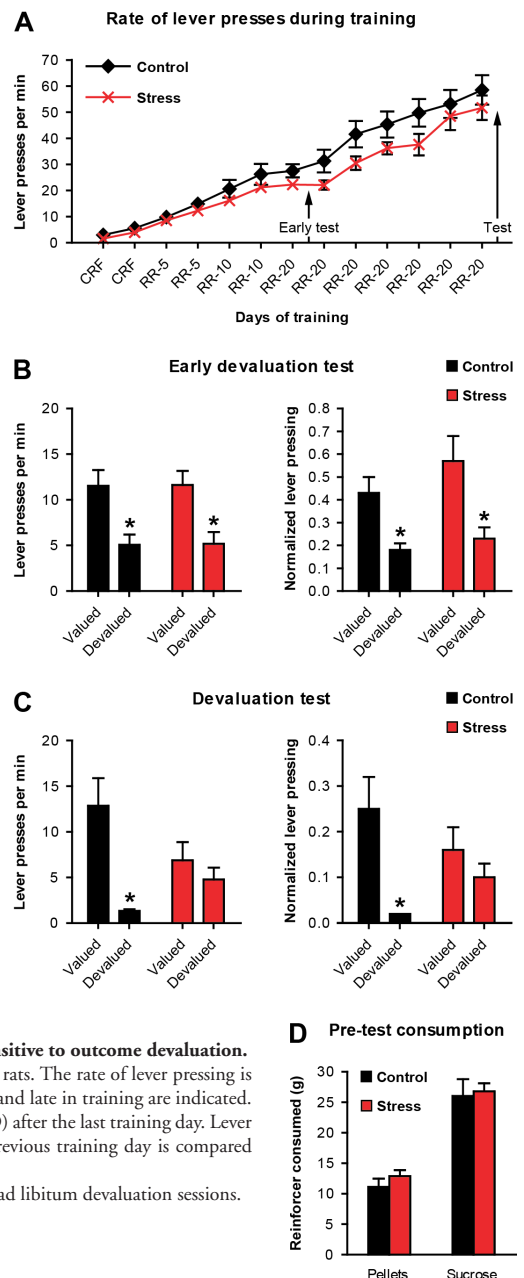 A
Rate of lever presses during training
Lever presses per min
70
60
50
40
30
20
10
0
Control
Stress
Early test
Test
CRF
CRF
RR-5
RR-5
RR-10
RR-10
RR-20
RR-20
RR-20
RR-20
RR-20
RR-20
RR-20
Days of training
B
Early devaluation test
Control
Stress
Lever presses per min
20
15
10
5
0
*
*
Valued
Devalued
Valued
Devalued
Normalized lever pressing
0.8
0.7
0.6
0.5
0.4
0.3
0.2
0.1
0.0
*
*
Valued
Devalued
Valued
Devalued
C
Devaluation test
Control
Stress
Lever presses per min
20
15
10
5
0
*
Valued
Devalued
Valued
Devalued
Normalized lever pressing
0.4
0.3
0.2
0.1
0.0
*
Valued
Devalued
Valued
Devalued
sitive to outcome devaluation.
rats. The rate of lever pressing is
and late in training are indicated.
) after the last training day. Lever
revious training day is compared
ad libitum devaluation sessions.
D
Pre-test consumption
Reinforcer consumed (g)
30
25
20
15
10
5
0
Control
Stress
Pellets
Sucrose